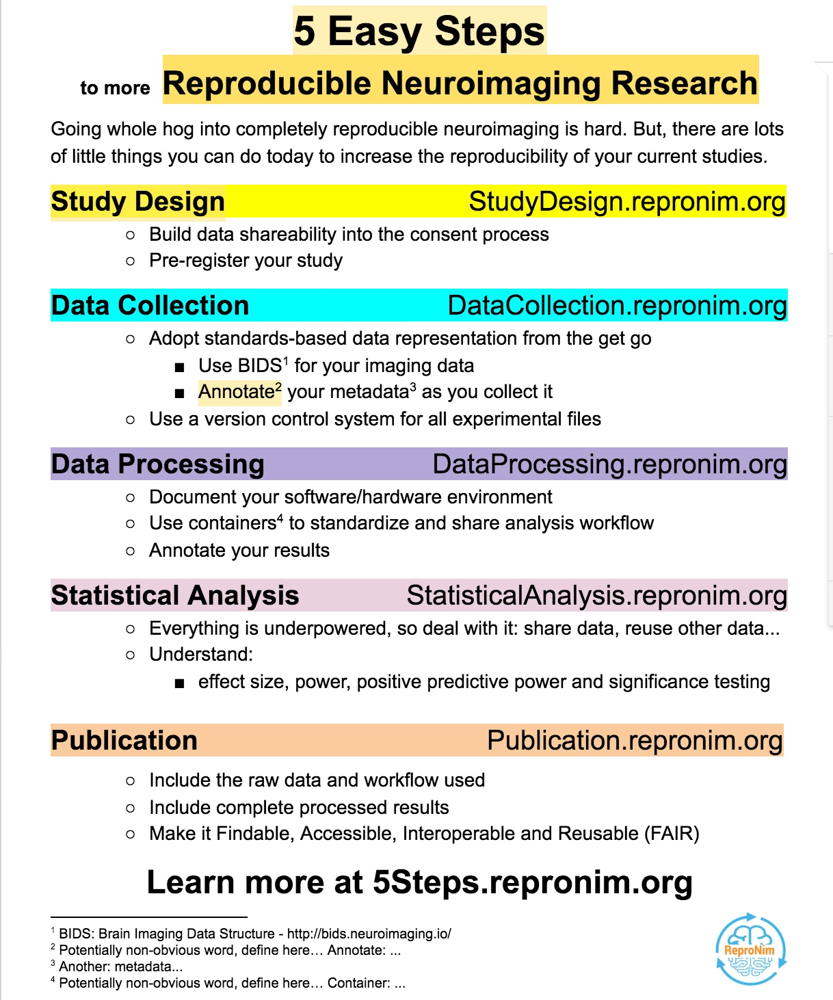 5 Easy Steps
to more Reproducible Neuroimaging Research
Going whole hog into completely reproducible neuroimaging is hard. But, there are lots
of little things you can do today to increase the reproducibility of your current studies.
Study Design StudyDesign.repronim.org
○ Build data shareability into the consent process
○ Pre-register your study
Data Collection DataCollection.repronim.org
○ Adopt standards-based data representation from the get go
■ Use BIDS¹ for your imaging data
■ Annotate² your metadata³ as you collect it
○ Use a version control system for all experimental files
Data Processing DataProcessing.repronim.org
○ Document your software/hardware environment
○ Use containers⁴ to standardize and share analysis workflow
○ Annotate your results
Statistical Analysis StatisticalAnalysis.repronim.org
○ Everything is underpowered, so deal with it: share data, reuse other data...
○ Understand:
■ effect size, power, positive predictive power and significance testing
Publication Publication.repronim.org
○ Include the raw data and workflow used
○ Include complete processed results
○ Make it Findable, Accessible, Interoperable and Reusable (FAIR)
Learn more at 5Steps.repronim.org
¹ BIDS: Brain Imaging Data Structure - http://bids.neuroimaging.io/
² Potentially non-obvious word, define here… Annotate: ...
³ Another: metadata...
⁴ Potentially non-obvious word, define here… Container: ...
ReproNim